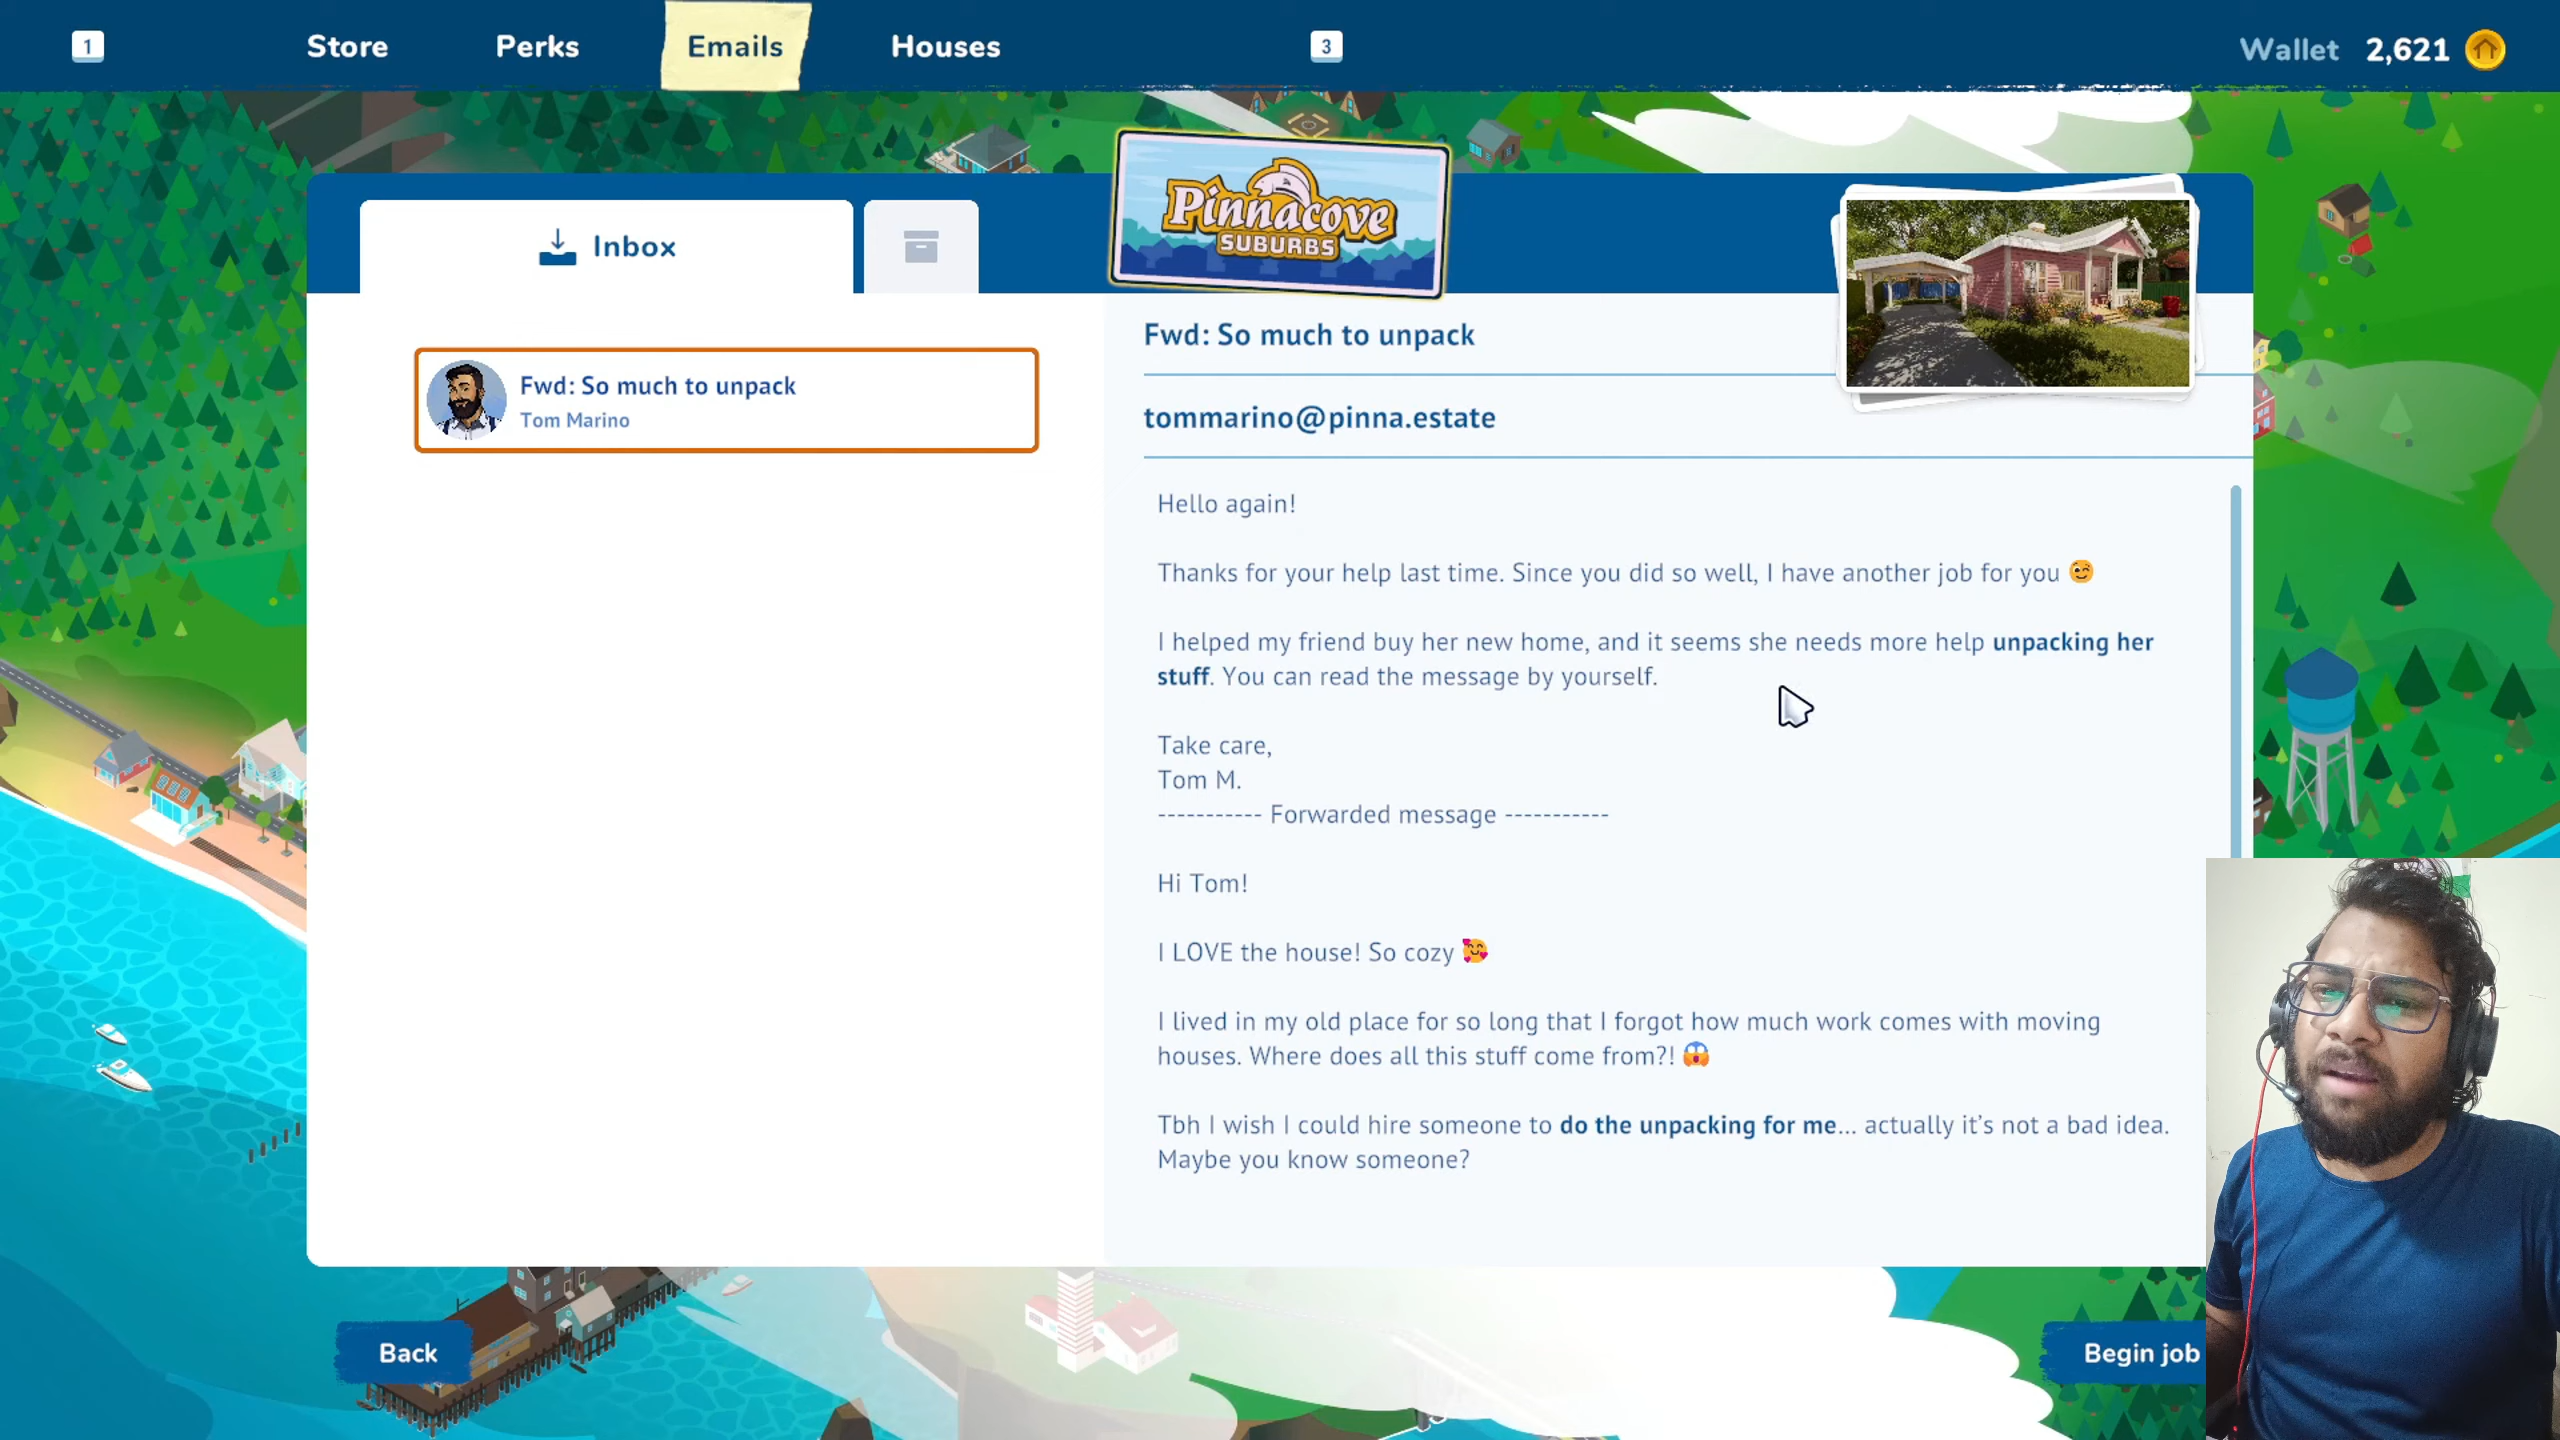 1
Store
Perks
Emails
Houses
3
Wallet 2,621
Pinnacove
SUBURBS
Inbox
Fwd: So much to unpack
Tom Marino
Fwd: So much to unpack
tommarino@pinna.estate
Hello again!
Thanks for your help last time. Since you did so well, I have another job for you 😉
I helped my friend buy her new home, and it seems she needs more help unpacking her
stuff. You can read the message by yourself.
Take care,
Tom M.
----------- Forwarded message -----------
Hi Tom!
I LOVE the house! So cozy 🥰
I lived in my old place for so long that I forgot how much work comes with moving
houses. Where does all this stuff come from?! 😱
Tbh I wish I could hire someone to do the unpacking for me... actually it's not a bad idea.
Maybe you know someone?
Back
Begin job